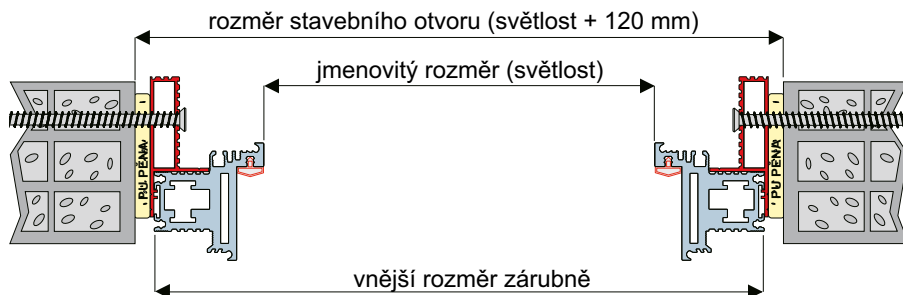 rozměr stavebního otvoru (světlost + 120 mm)
jmenovitý rozměr (světlost)
PU PĚNA
PU PĚNA
vnější rozměr zárubně